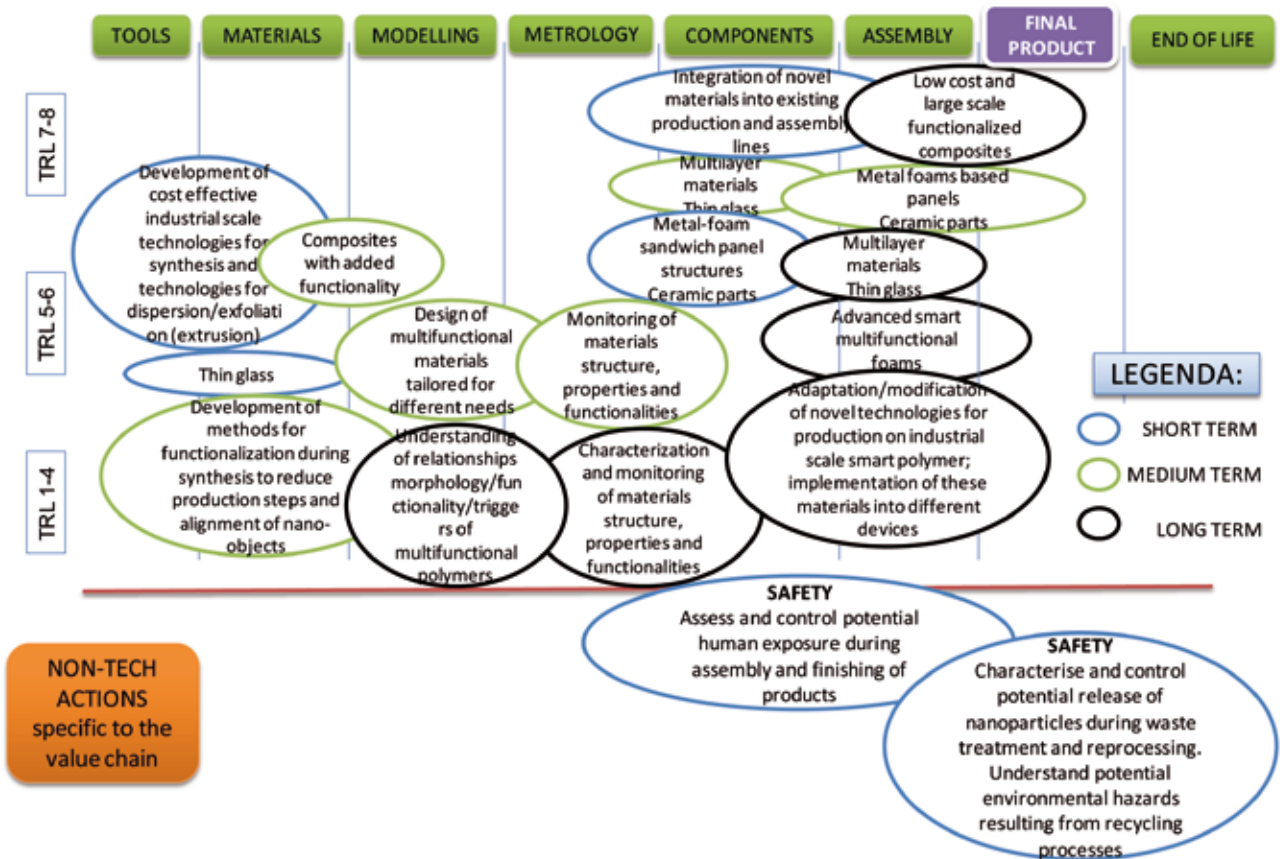 TOOLS
MATERIALS
MODELLING
METROLOGY
COMPONENTS
ASSEMBLY
FINAL
PRODUCT
END OF LIFE
TRL 7-8
TRL 5-6
TRL 1-4
Integration of novel
materials into existing
production and assembly
lines
Low cost and
large scale
functionalized
composites
Development of
cost effective
industrial scale
technologies for
synthesis and
technologies for
dispersion/exfoliati
on (extrusion)
Composites
with added
functionality
Multilayer
materials
Thin glass
Metal foams based
panels
Ceramic parts
Metal-foam
sandwich panel
structures
Ceramic parts
Multilayer
materials
Thin glass
Thin glass
Design of
multifunctional
materials
tailored for
different needs
Monitoring of
materials
structure,
properties and
functionalities
Advanced smart
multifunctional
foams
Development of
methods for
functionalization during
synthesis to reduce
production steps and
alignment of nano-
objects
Understanding
of relationships
morphology/fun
ctionality/trigge
rs of
multifunctional
polymers
Characterization
and monitoring
of materials
structure,
properties and
functionalities
Adaptation/modification
of novel technologies for
production on industrial
scale smart polymer;
implementation of these
materials into different
devices
LEGENDA:
SHORT TERM
MEDIUM TERM
LONG TERM
NON-TECH
ACTIONS
specific to the
value chain
SAFETY
Assess and control potential
human exposure during
assembly and finishing of
products
SAFETY
Characterise and control
potential release of
nanoparticles during waste
treatment and reprocessing.
Understand potential
environmental hazards
resulting from recycling
processes